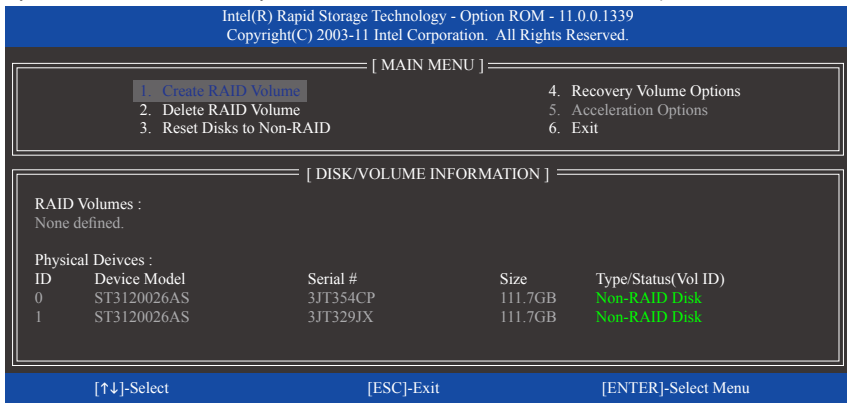 Intel(R) Rapid Storage Technology - Option ROM - 11.0.0.1339
Copyright(C) 2003-11 Intel Corporation. All Rights Reserved.
[ MAIN MENU ]
1. Create RAID Volume 4. Recovery Volume Options
2. Delete RAID Volume 5. Acceleration Options
3. Reset Disks to Non-RAID 6. Exit
[ DISK/VOLUME INFORMATION ]
RAID Volumes :
None defined.
Physical Deivces :
ID Device Model Serial # Size Type/Status(Vol ID)
0 ST3120026AS 3JT354CP 111.7GB Non-RAID Disk
1 ST3120026AS 3JT329JX 111.7GB Non-RAID Disk
[↑↓]-Select [ESC]-Exit [ENTER]-Select Menu